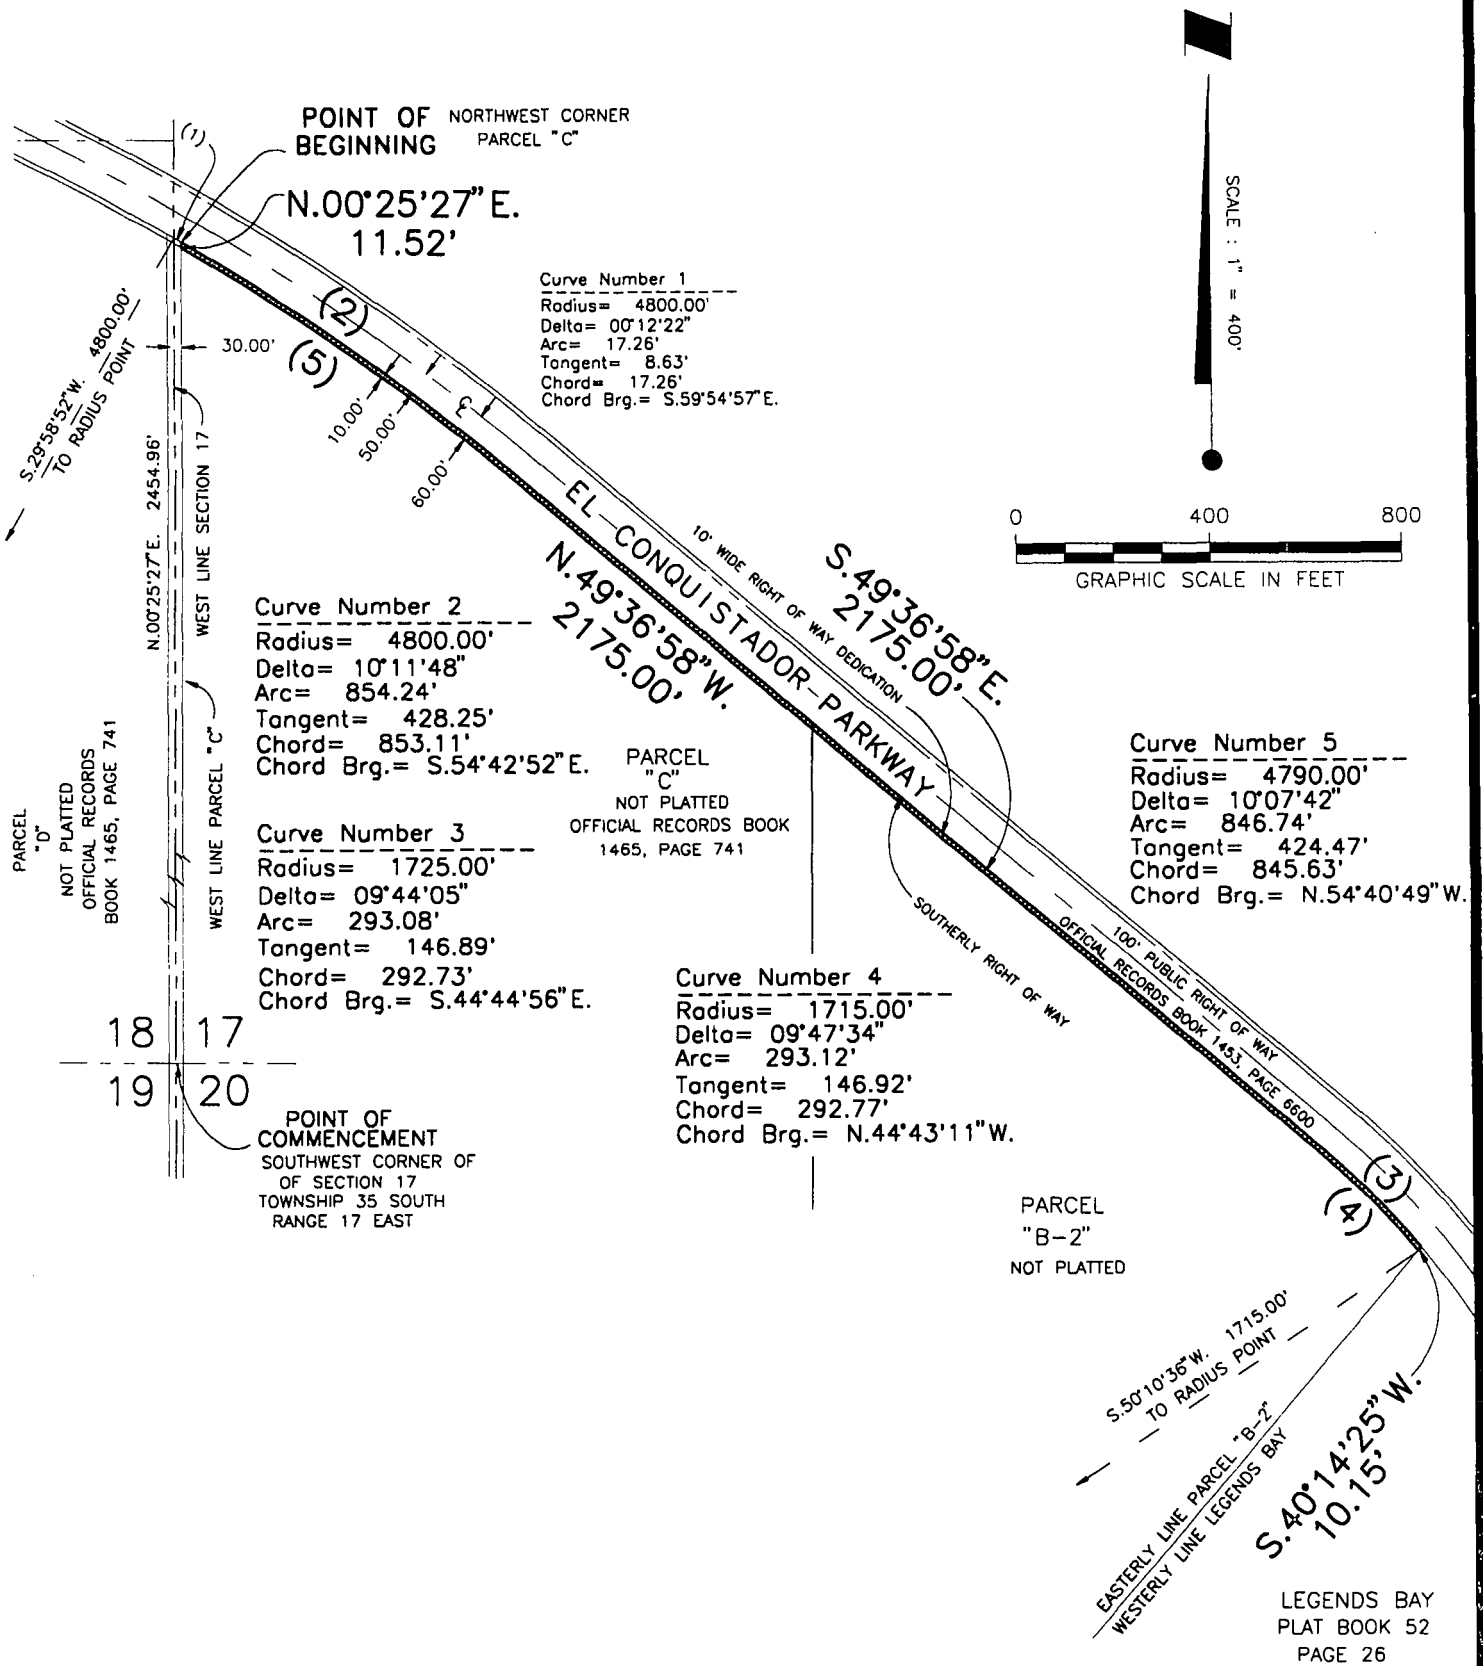 POINT OF
BEGINNING
NORTHWEST CORNER
PARCEL "C"
(1)
N.00°25'27"E.
11.52'
SCALE : 1" = 400'
Curve Number 1
Radius= 4800.00'
Delta= 00°12'22"
Arc= 17.26'
Tangent= 8.63'
Chord= 17.26'
Chord Brg.= S.59°54'57"E.
(2)
(5)
S.29°58'52"W. 4800.00'
TO RADIUS POINT
30.00'
10.00'
50.00'
60.00'
N.00°25'27"E. 2454.96'
WEST LINE SECTION 17
WEST LINE PARCEL "C"
EL CONQUISTADOR PARKWAY
10' WIDE RIGHT OF WAY DEDICATION
0 400 800
GRAPHIC SCALE IN FEET
N.49°36'58"W.
2175.00'
S.49°36'58"E.
2175.00'
Curve Number 2
Radius= 4800.00'
Delta= 10°11'48"
Arc= 854.24'
Tangent= 428.25'
Chord= 853.11'
Chord Brg.= S.54°42'52"E.
PARCEL
"D"
NOT PLATTED
OFFICIAL RECORDS
BOOK 1465, PAGE 741
PARCEL
"C"
NOT PLATTED
OFFICIAL RECORDS BOOK
1465, PAGE 741
Curve Number 5
Radius= 4790.00'
Delta= 10°07'42"
Arc= 846.74'
Tangent= 424.47'
Chord= 845.63'
Chord Brg.= N.54°40'49"W.
Curve Number 3
Radius= 1725.00'
Delta= 09°44'05"
Arc= 293.08'
Tangent= 146.89'
Chord= 292.73'
Chord Brg.= S.44°44'56"E.
SOUTHERLY RIGHT OF WAY
100' PUBLIC RIGHT OF WAY
OFFICIAL RECORDS BOOK 1453, PAGE 6600
Curve Number 4
Radius= 1715.00'
Delta= 09°47'34"
Arc= 293.12'
Tangent= 146.92'
Chord= 292.77'
Chord Brg.= N.44°43'11"W.
18 17
19 20
POINT OF
COMMENCEMENT
SOUTHWEST CORNER OF
OF SECTION 17
TOWNSHIP 35 SOUTH
RANGE 17 EAST
(3)
(4)
PARCEL
"B-2"
NOT PLATTED
S.50°10'36"W. 1715.00'
TO RADIUS POINT
S.40°14'25"W.
10.15'
EASTERLY LINE PARCEL "B-2"
WESTERLY LINE LEGENDS BAY
LEGENDS BAY
PLAT BOOK 52
PAGE 26